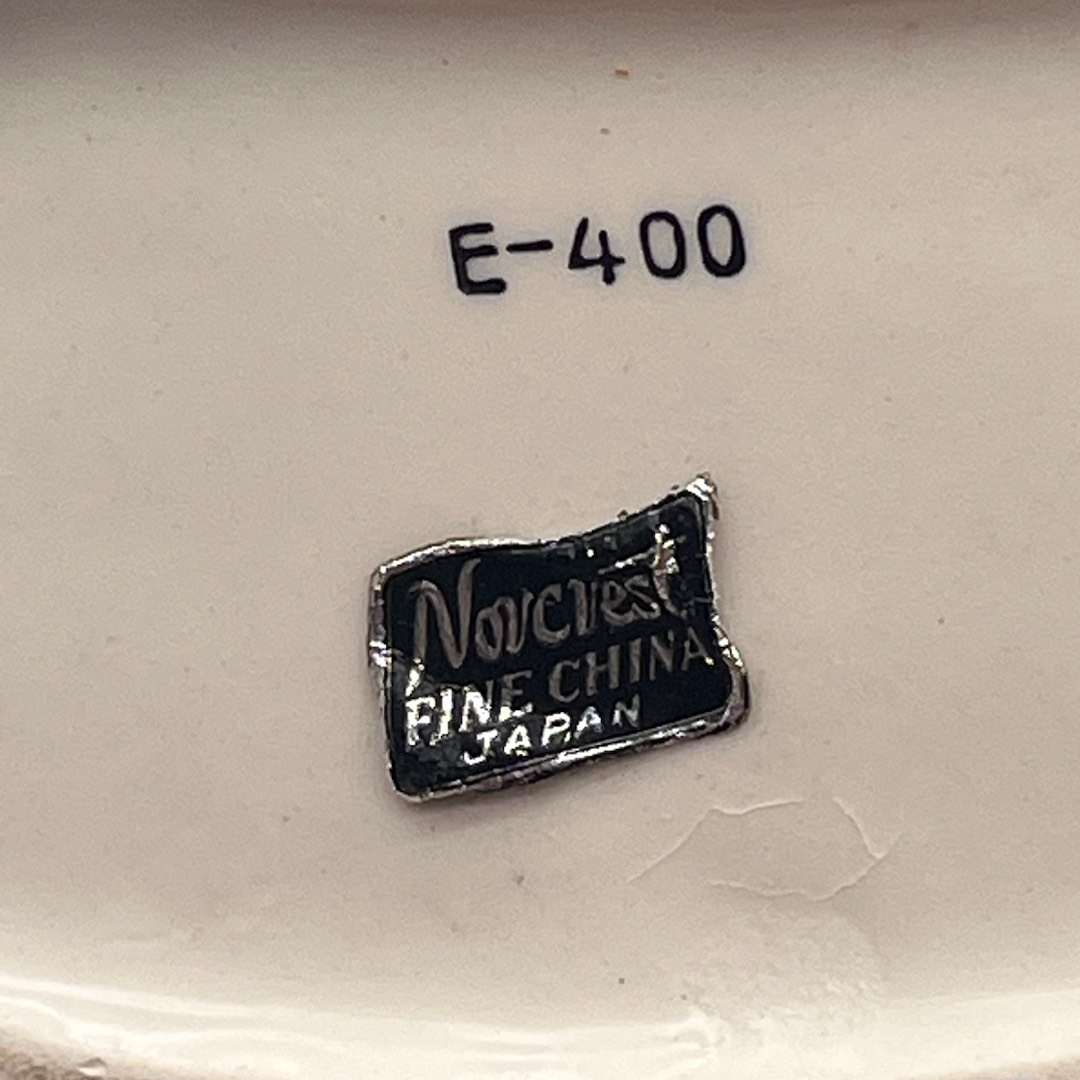 E-400
Norcrest
FINE CHINA
JAPAN